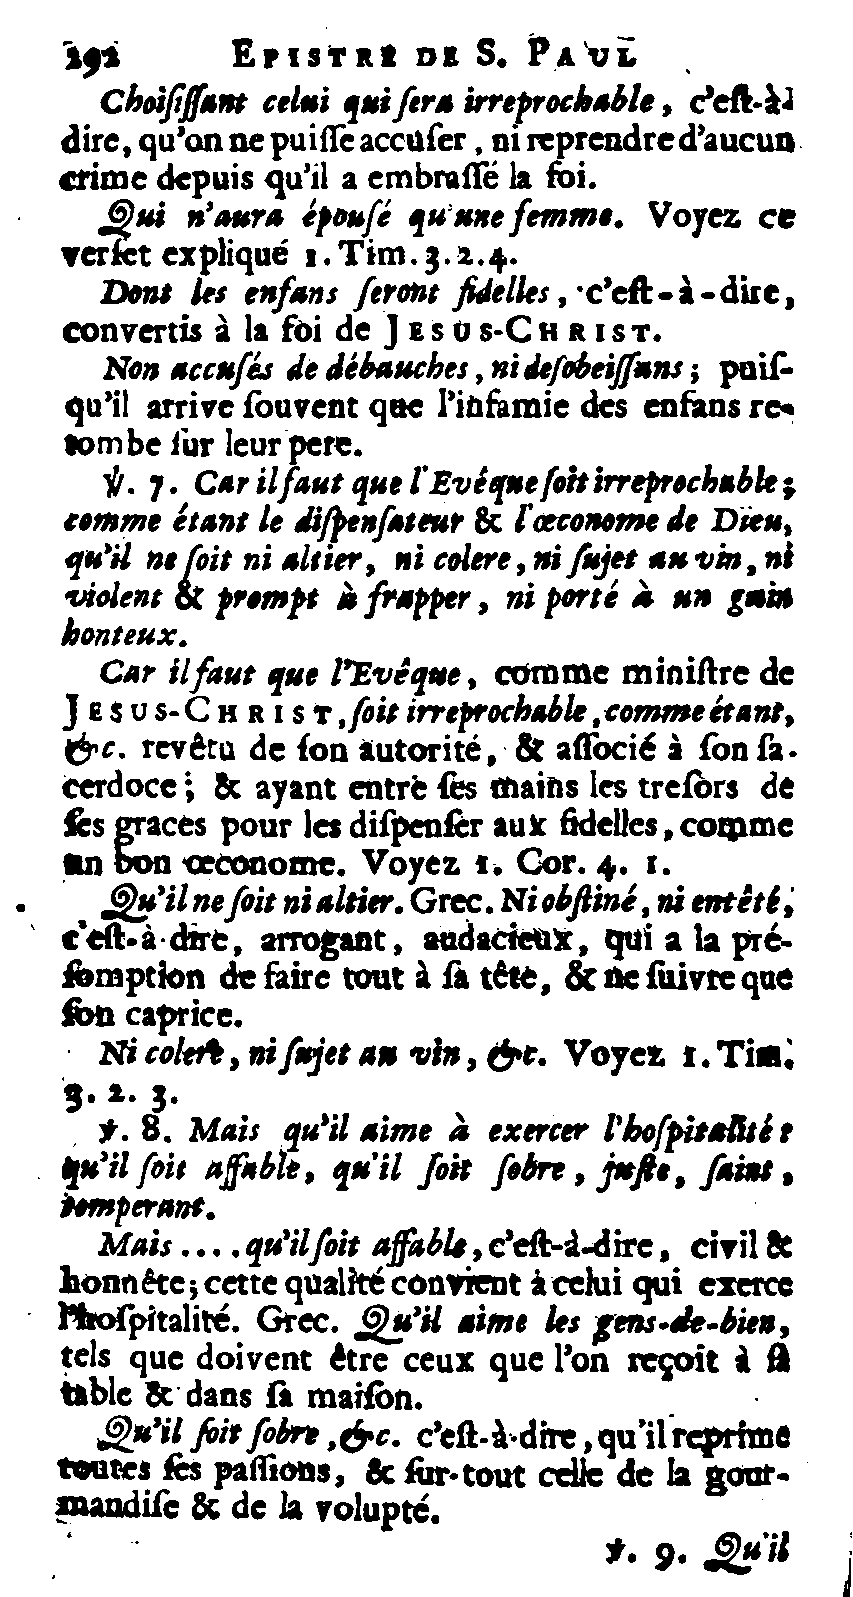 292 EPISTRE DE S. PAUL
Choiſiſſant celui qui ſera irreprochable, c'eſt-à-
dire, qu'on ne puiſſe accuſer, ni reprendre d'aucun
crime depuis qu'il a embraſſé la foi.
Qui n'aura épouſé qu'une femme. Voyez ce
verſet expliqué 1. Tim. 3. 2. 4.
Dont les enfans ſeront fidelles, c'eſt-à-dire,
convertis à la foi de JESUS-CHRIST.
Non accuſés de débauches, ni deſobeiſſans; puiſ-
qu'il arrive ſouvent que l'infamie des enfans re-
tombe ſur leur pere.
℣. 7. Car il faut que l'Evêque ſoit irreprochable;
comme étant le diſpenſateur & l'œconome de Dieu,
qu'il ne ſoit ni altier, ni colere, ni ſujet au vin, ni
violent & prompt à frapper, ni porté à un gain
honteux.
Car il faut que l'Evêque, comme miniſtre de
JESUS-CHRIST, ſoit irreprochable, comme étant,
&c. revêtu de ſon autorité, & aſſocié à ſon ſa-
cerdoce; & ayant entre ſes mains les treſors de
ſes graces pour les diſpenſer aux fidelles, comme
un bon œconome. Voyez 1. Cor. 4. 1.
Qu'il ne ſoit ni altier. Grec. Ni obſtiné, ni entêté,
c'eſt-à-dire, arrogant, audacieux, qui a la pré-
ſomption de faire tout à ſa tête, & ne ſuivre que
ſon caprice.
Ni colere, ni ſujet au vin, &c. Voyez 1. Tim.
3. 2. 3.
℣. 8. Mais qu'il aime à exercer l'hoſpitalité;
qu'il ſoit affable, qu'il ſoit ſobre, juſte, ſaint,
temperant.
Mais .... qu'il ſoit affable, c'eſt-à-dire, civil &
honnête; cette qualité convient à celui qui exerce
l'hoſpitalité. Grec. Qu'il aime les gens-de-bien,
tels que doivent être ceux que l'on reçoit à ſa
table & dans ſa maiſon.
Qu'il ſoit ſobre, &c. c'eſt-à-dire, qu'il reprime
toutes ſes paſſions, & ſur-tout celle de la gour-
mandiſe & de la volupté.
℣. 9. Qu'il